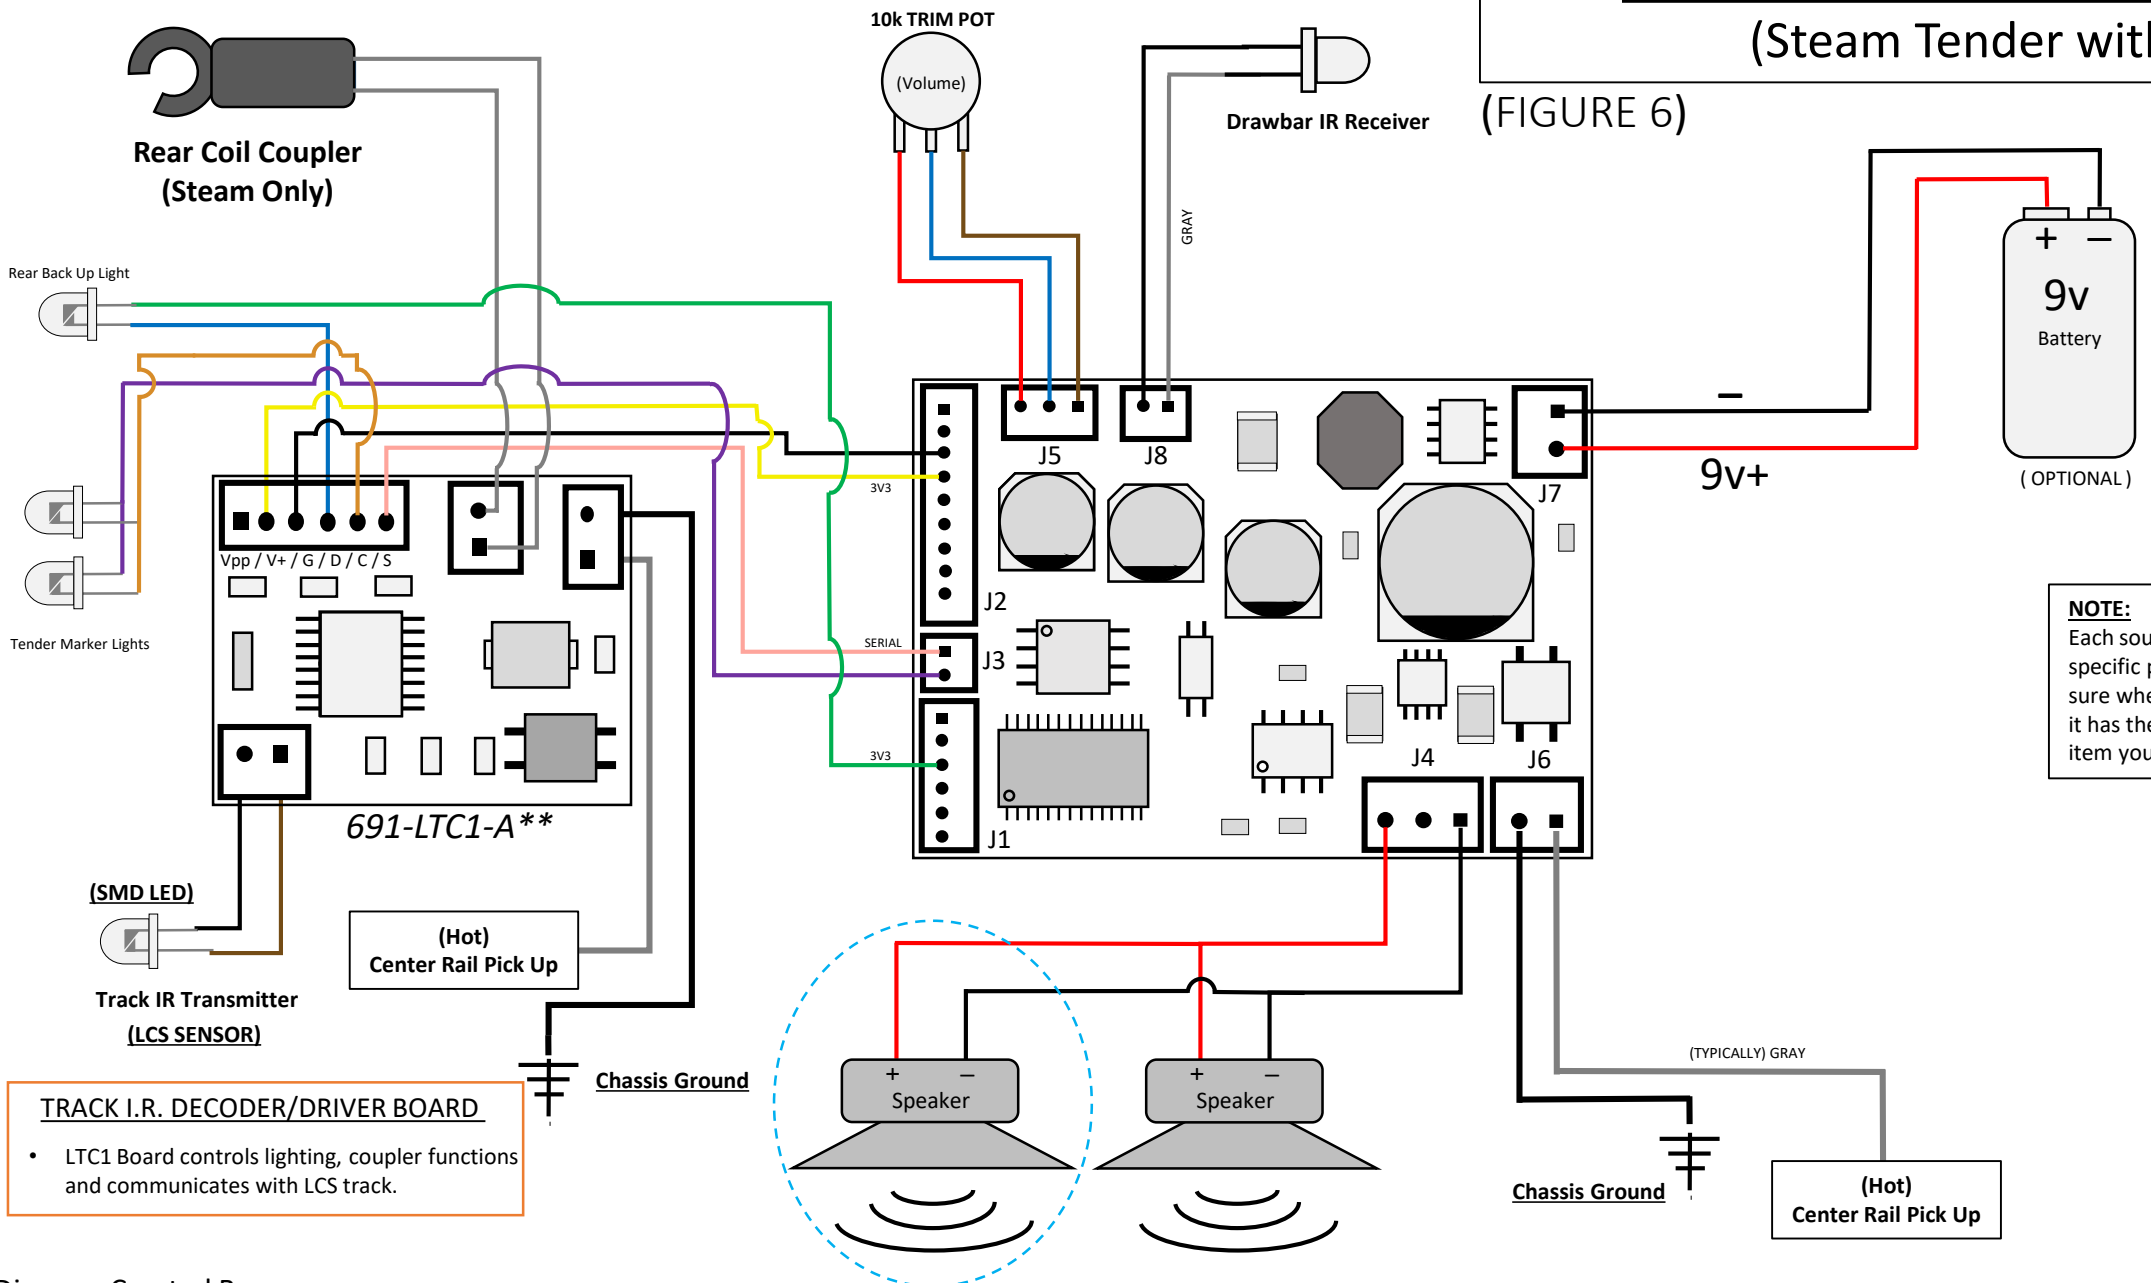 10k TRIM POT
(Volume)
Drawbar IR Receiver
(Steam Tender with
(FIGURE 6)
Rear Coil Coupler
(Steam Only)
GRAY
+ −
9v
Battery
( OPTIONAL )
Rear Back Up Light
−
9v+
J5
J8
J7
3V3
Vpp / V+ / G / D / C / S
J2
NOTE:
Each sou
specific p
sure whe
it has the
item you
Tender Marker Lights
SERIAL
J3
3V3
J4
J6
J1
691-LTC1-A**
(SMD LED)
(Hot)
Center Rail Pick Up
Track IR Transmitter
(LCS SENSOR)
Chassis Ground
(TYPICALLY) GRAY
+ −
Speaker
+ −
Speaker
TRACK I.R. DECODER/DRIVER BOARD
• LTC1 Board controls lighting, coupler functions
and communicates with LCS track.
Chassis Ground
(Hot)
Center Rail Pick Up